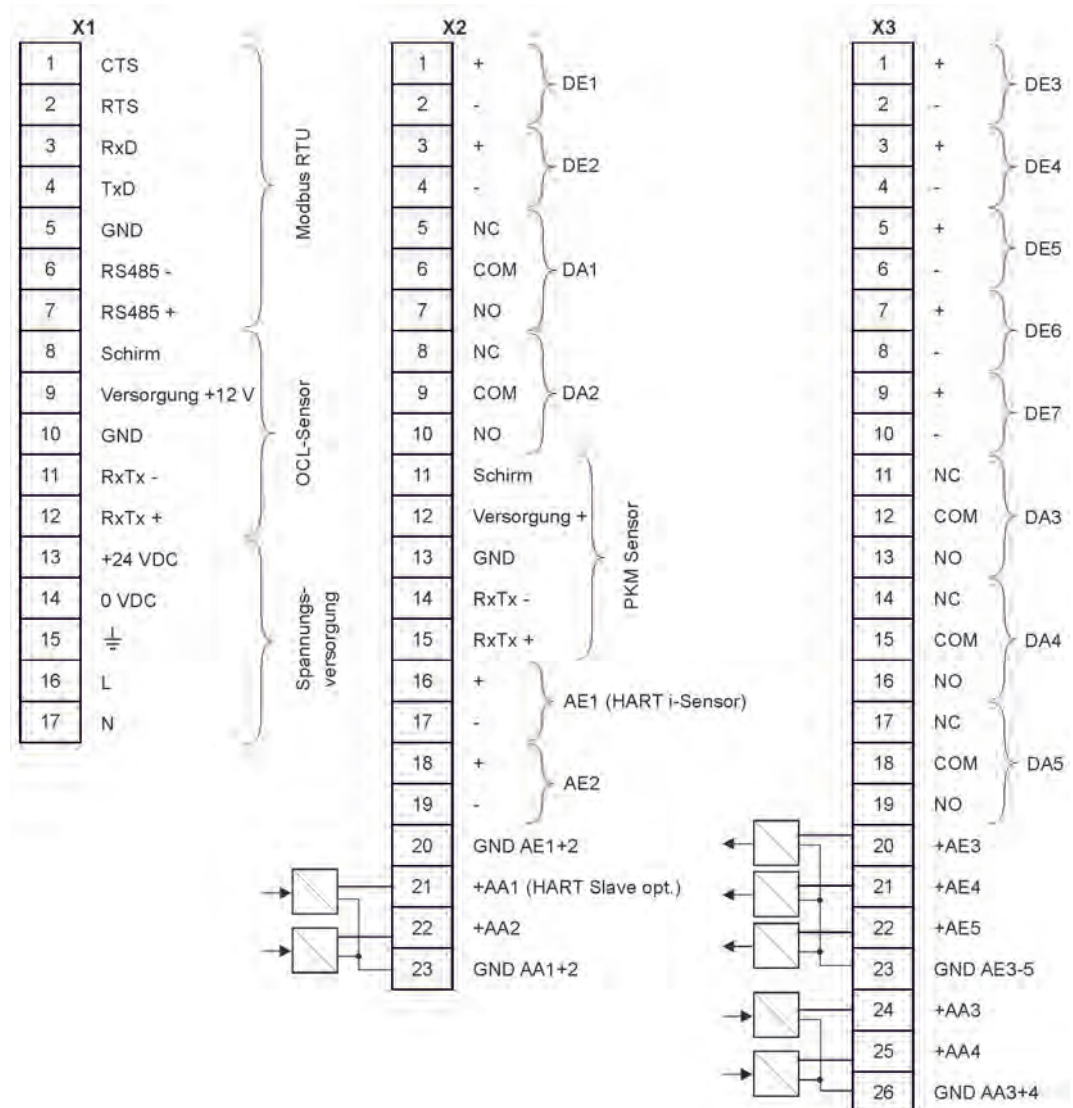 X1
1 CTS
2 RTS
3 RxD
4 TxD
5 GND
6 RS485 -
7 RS485 +
Modbus RTU
8 Schirm
9 Versorgung +12 V
10 GND
11 RxTx -
12 RxTx +
OCL-Sensor
13 +24 VDC
14 0 VDC
15
16 L
17 N
Spannungs-
versorgung
X2
1 +
2 -
DE1
3 +
4 -
DE2
5 NC
6 COM
7 NO
DA1
8 NC
9 COM
10 NO
DA2
11 Schirm
12 Versorgung +
13 GND
14 RxTx -
15 RxTx +
PKM Sensor
16 +
17 -
AE1 (HART i-Sensor)
18 +
19 -
AE2
20 GND AE1+2
21 +AA1 (HART Slave opt.)
22 +AA2
23 GND AA1+2
X3
1 +
2 -
DE3
3 +
4 -
DE4
5 +
6 -
DE5
7 +
8 -
DE6
9 +
10 -
DE7
11 NC
12 COM
13 NO
DA3
14 NC
15 COM
16 NO
DA4
17 NC
18 COM
19 NO
DA5
20 +AE3
21 +AE4
22 +AE5
23 GND AE3-5
24 +AA3
25 +AA4
26 GND AA3+4